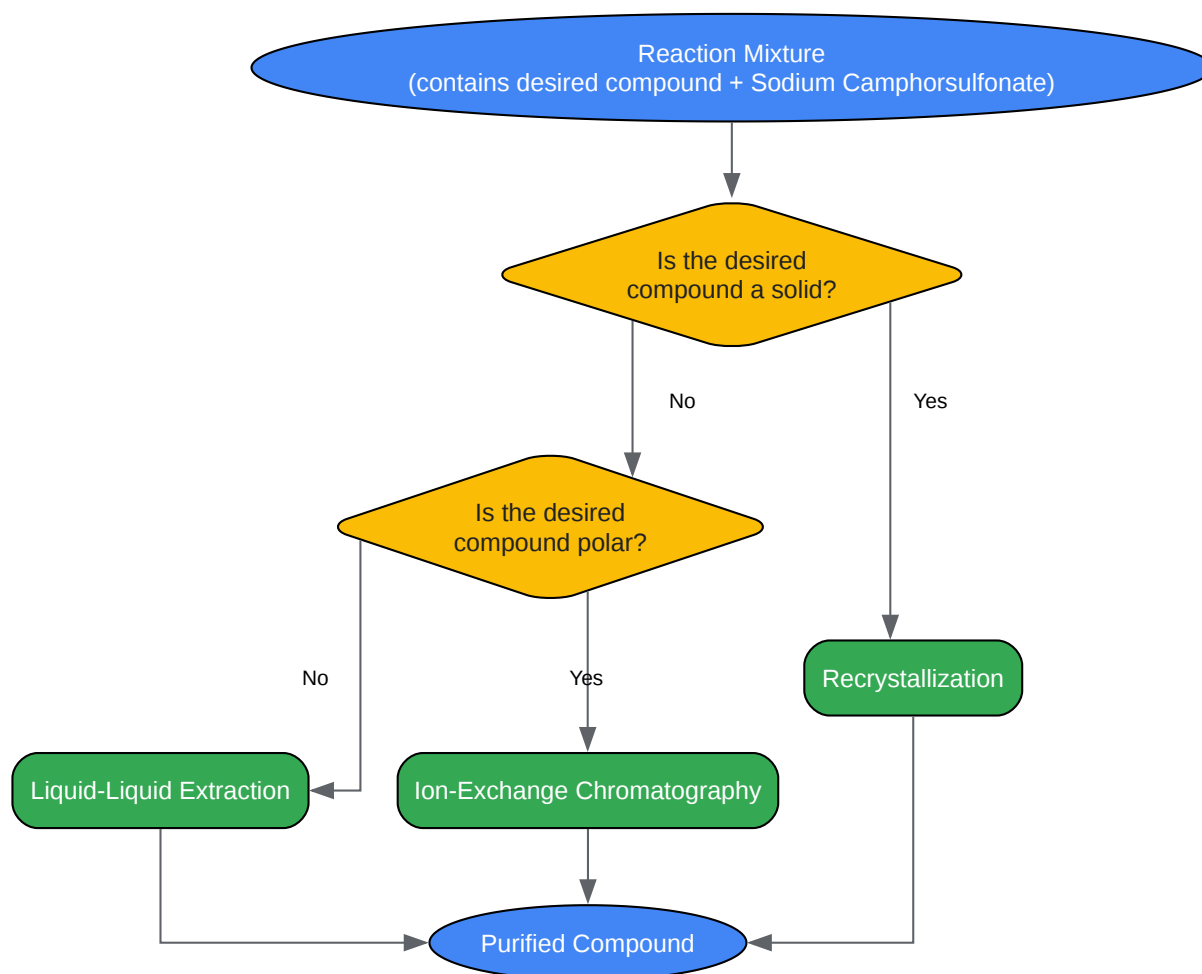 Reaction Mixture
(contains desired compound + Sodium Camphorsulfonate)
Is the desired
compound a solid?
No
Yes
Is the desired
compound polar?
No
Yes
Recrystallization
Liquid-Liquid Extraction
Ion-Exchange Chromatography
Purified Compound